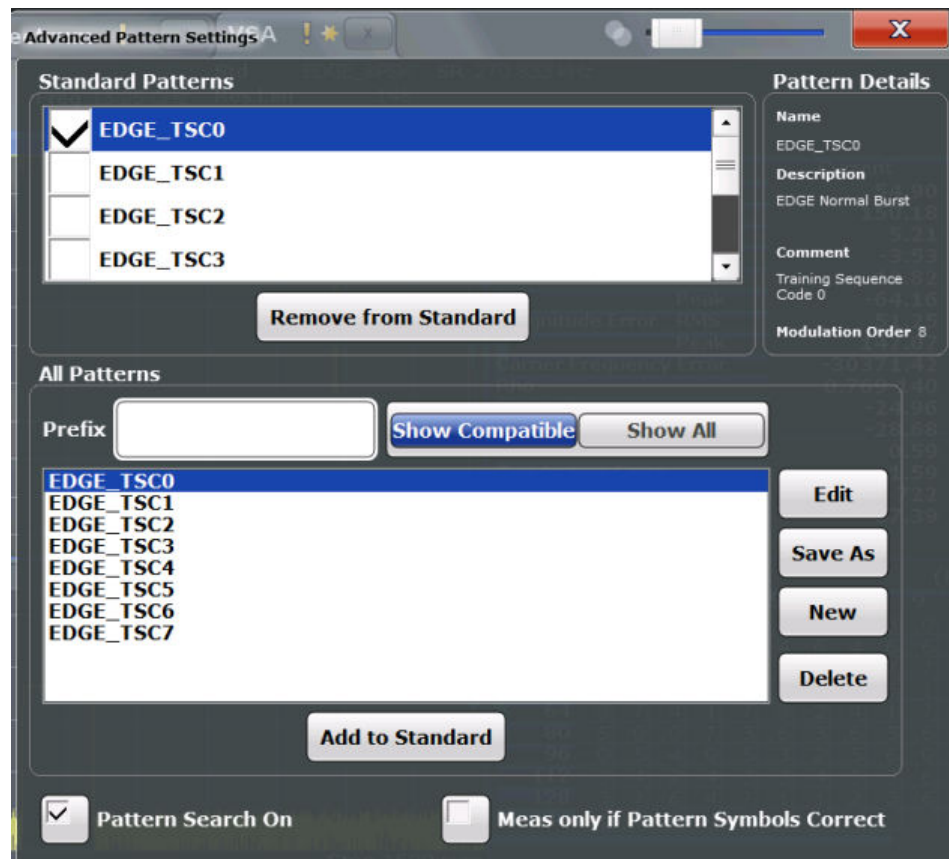 Advanced Pattern Settings
VSA
Standard Patterns
EDGE_TSC0
EDGE_TSC1
EDGE_TSC2
EDGE_TSC3
Remove from Standard
Pattern Details
Name
EDGE_TSC0
Description
EDGE Normal Burst
Comment
Training Sequence
Code 0
Modulation Order 8
All Patterns
Prefix
Show Compatible
Show All
EDGE_TSC0
EDGE_TSC1
EDGE_TSC2
EDGE_TSC3
EDGE_TSC4
EDGE_TSC5
EDGE_TSC6
EDGE_TSC7
Edit
Save As
New
Delete
Add to Standard
Pattern Search On
Meas only if Pattern Symbols Correct